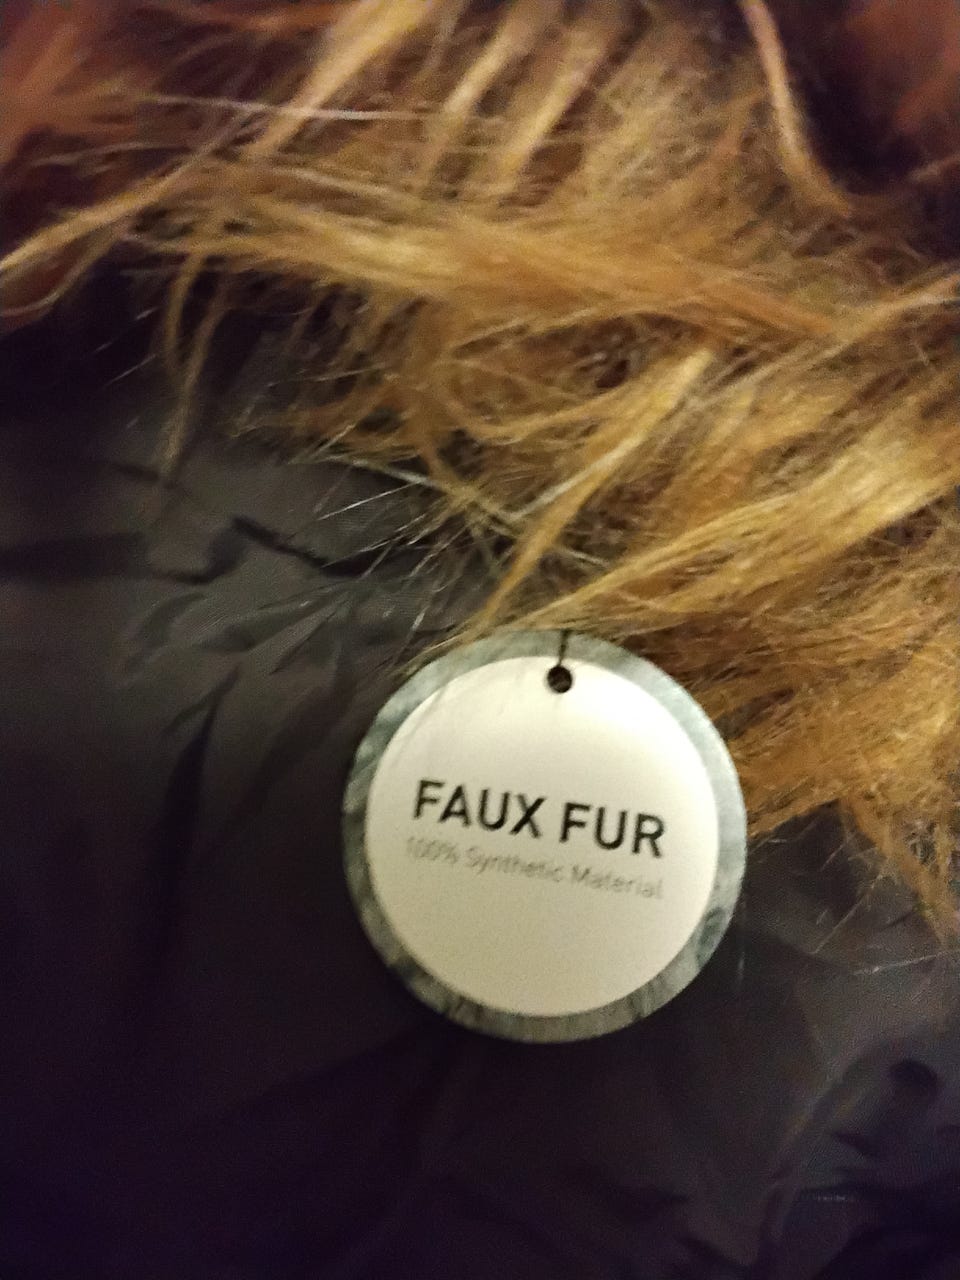 FAUX FUR
100% Synthetic Material